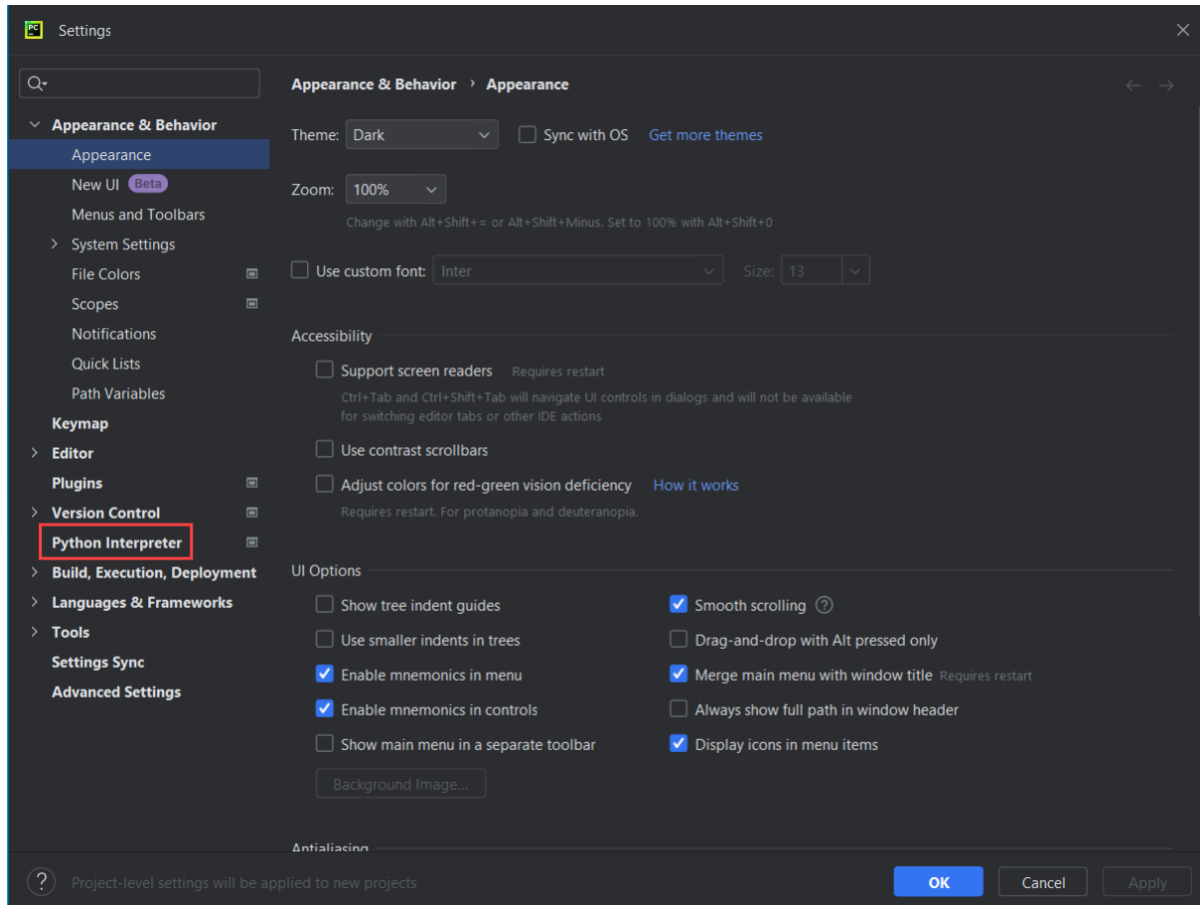 PC
Settings
Appearance & Behavior › Appearance
Appearance & Behavior
Appearance
New UI Beta
Menus and Toolbars
System Settings
File Colors
Scopes
Notifications
Quick Lists
Path Variables
Keymap
Editor
Plugins
Version Control
Python Interpreter
Build, Execution, Deployment
Languages & Frameworks
Tools
Settings Sync
Advanced Settings
Theme: Dark Sync with OS Get more themes
Zoom: 100%
Change with Alt+Shift+= or Alt+Shift+Minus. Set to 100% with Alt+Shift+0
Use custom font: Inter Size: 13
Accessibility
Support screen readers Requires restart
Ctrl+Tab and Ctrl+Shift+Tab will navigate UI controls in dialogs and will not be available
for switching editor tabs or other IDE actions
Use contrast scrollbars
Adjust colors for red-green vision deficiency How it works
Requires restart. For protanopia and deuteranopia.
UI Options
Show tree indent guides Smooth scrolling ?
Use smaller indents in trees Drag-and-drop with Alt pressed only
Enable mnemonics in menu Merge main menu with window title Requires restart
Enable mnemonics in controls Always show full path in window header
Show main menu in a separate toolbar Display icons in menu items
Background Image...
Antialiasing
? Project-level settings will be applied to new projects OK Cancel Apply